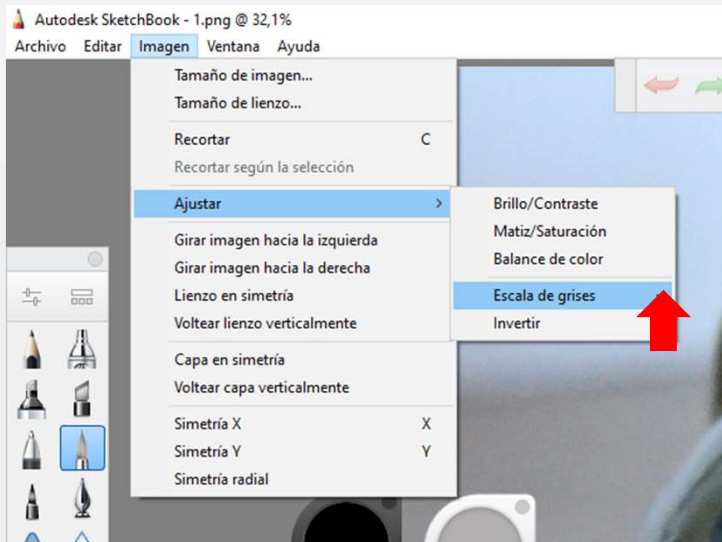 Autodesk SketchBook - 1.png @ 32,1%
Archivo Editar Imagen Ventana Ayuda
Tamaño de imagen...
Tamaño de lienzo...
Recortar C
Recortar según la selección
Ajustar >
Brillo/Contraste
Matiz/Saturación
Balance de color
Escala de grises
Invertir
Girar imagen hacia la izquierda
Girar imagen hacia la derecha
Lienzo en simetría
Voltear lienzo verticalmente
Capa en simetría
Voltear capa verticalmente
Simetría X X
Simetría Y Y
Simetría radial